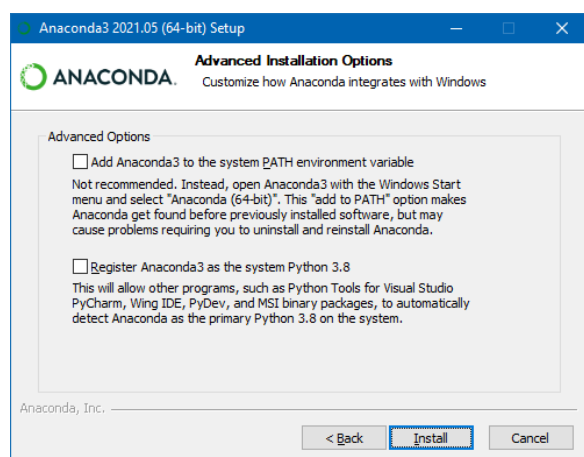 Anaconda3 2021.05 (64-bit) Setup
ANACONDA.
Advanced Installation Options
Customize how Anaconda integrates with Windows
Advanced Options
Add Anaconda3 to the system PATH environment variable
Not recommended. Instead, open Anaconda3 with the Windows Start
menu and select "Anaconda (64-bit)". This "add to PATH" option makes
Anaconda get found before previously installed software, but may
cause problems requiring you to uninstall and reinstall Anaconda.
Register Anaconda3 as the system Python 3.8
This will allow other programs, such as Python Tools for Visual Studio
PyCharm, Wing IDE, PyDev, and MSI binary packages, to automatically
detect Anaconda as the primary Python 3.8 on the system.
Anaconda, Inc.
< Back Install Cancel